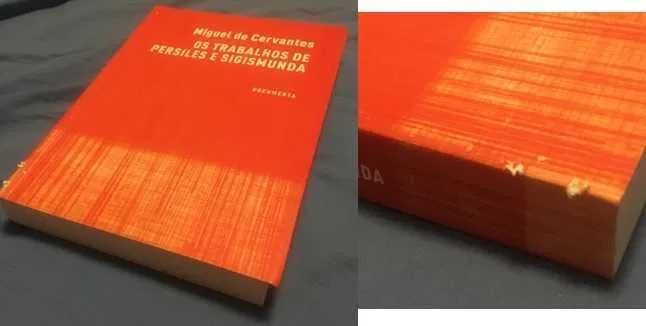 Miguel de Cervantes
OS TRABALHOS DE
PERSILES E SIGISMUNDA
DOCUMENTA